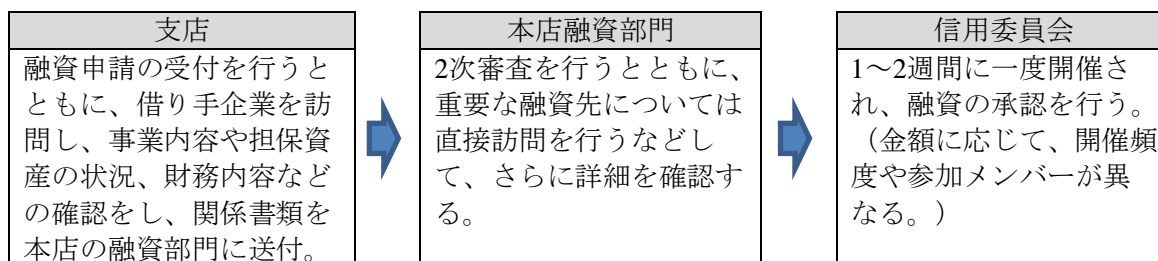 支店
融資申請の受付を行うと
ともに、借り手企業を訪
問し、事業内容や担保資
産の状況、財務内容など
の確認をし、関係書類を
本店の融資部門に送付。
本店融資部門
2次審査を行うとともに、
重要な融資先については
直接訪問を行うなどし
て、さらに詳細を確認す
る。
信用委員会
1～2週間に一度開催さ
れ、融資の承認を行う。
（金額に応じて、開催頻
度や参加メンバーが異
なる。）